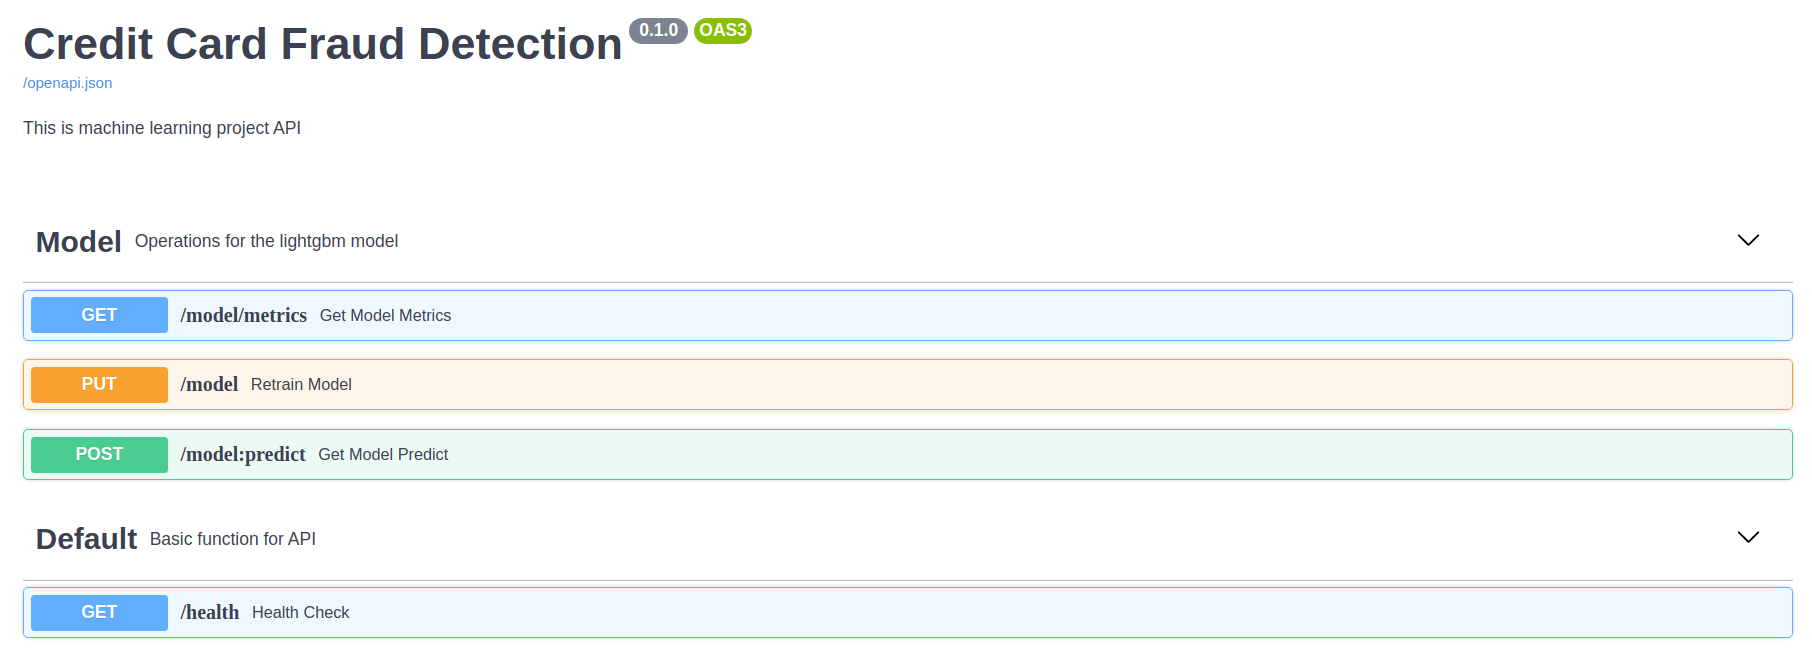 Credit Card Fraud Detection 0.1.0 OAS3
/openapi.json
This is machine learning project API
Model Operations for the lightgbm model
GET /model/metrics Get Model Metrics
PUT /model Retrain Model
POST /model:predict Get Model Predict
Default Basic function for API
GET /health Health Check